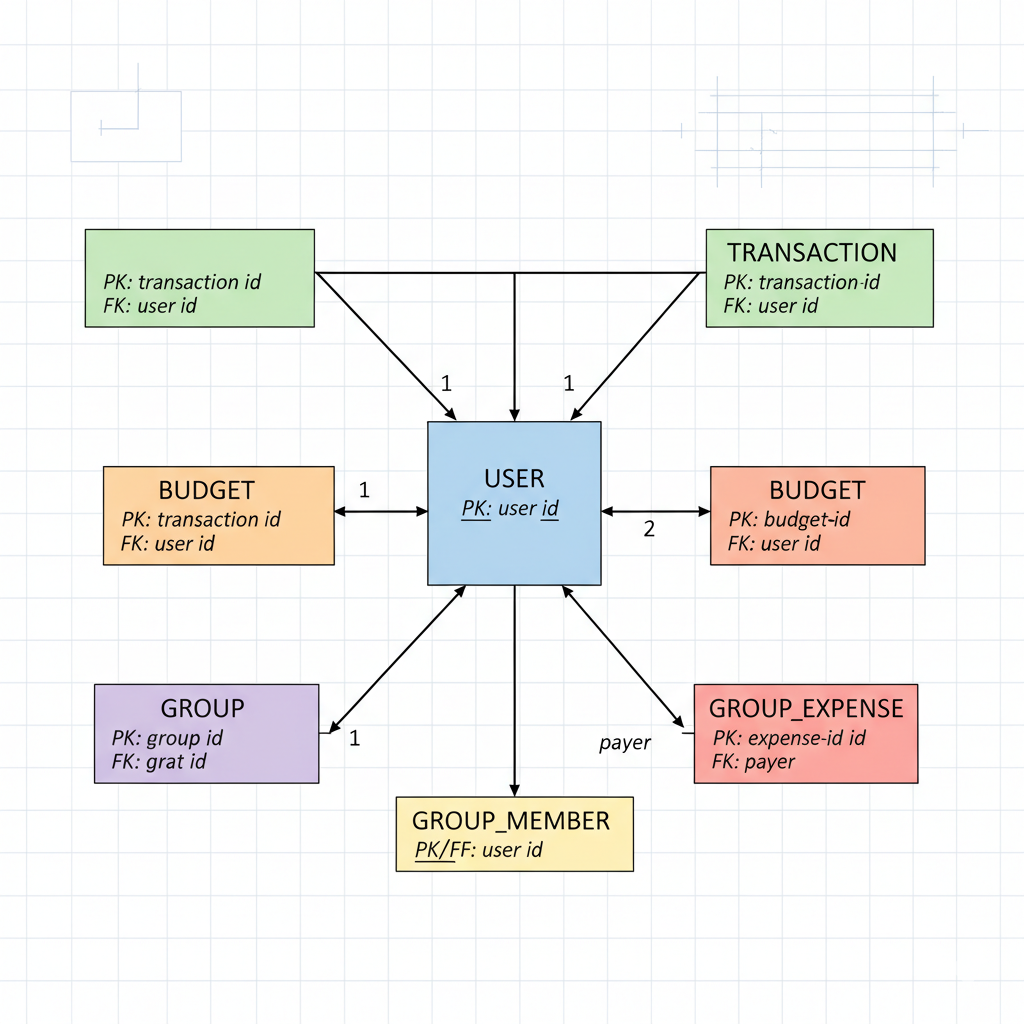 PK: transaction id
FK: user id
TRANSACTION
PK: transaction-id
FK: user id
1
1
BUDGET
PK: transaction id
FK: user id
1
USER
PK: user id
2
BUDGET
PK: budget-id
FK: user id
GROUP
PK: group id
FK: grat id
1
payer
GROUP_EXPENSE
PK: expense-id id
FK: payer
GROUP_MEMBER
PK/FF: user id